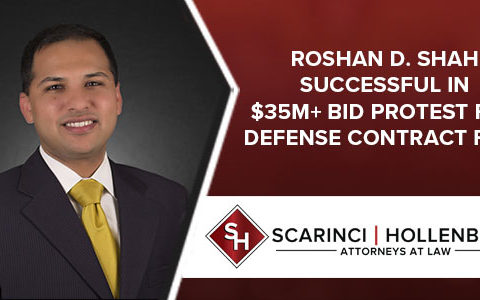 ROSHAN D. SHAH
SUCCESSFUL IN
$35M+ BID PROTEST F
DEFENSE CONTRACT F
SH
SCARINCI | HOLLENB
ATTORNEYS AT LAW